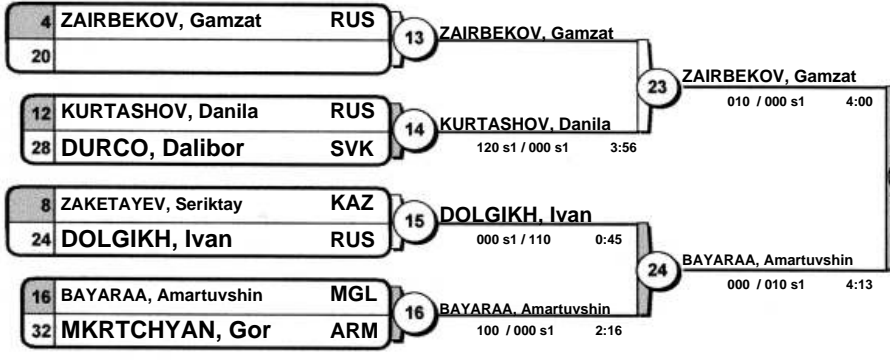 4 ZAIRBEKOV, Gamzat RUS
20
13
ZAIRBEKOV, Gamzat
12 KURTASHOV, Danila RUS
28 DURCO, Dalibor SVK
14
KURTASHOV, Danila
120 s1 / 000 s1 3:56
23
ZAIRBEKOV, Gamzat
010 / 000 s1 4:00
8 ZAKETAYEV, Seriktay KAZ
24 DOLGIKH, Ivan RUS
15
DOLGIKH, Ivan
000 s1 / 110 0:45
16 BAYARAA, Amartuvshin MGL
32 MKRTCHYAN, Gor ARM
16
BAYARAA, Amartuvshin
100 / 000 s1 2:16
24
BAYARAA, Amartuvshin
000 / 010 s1 4:13